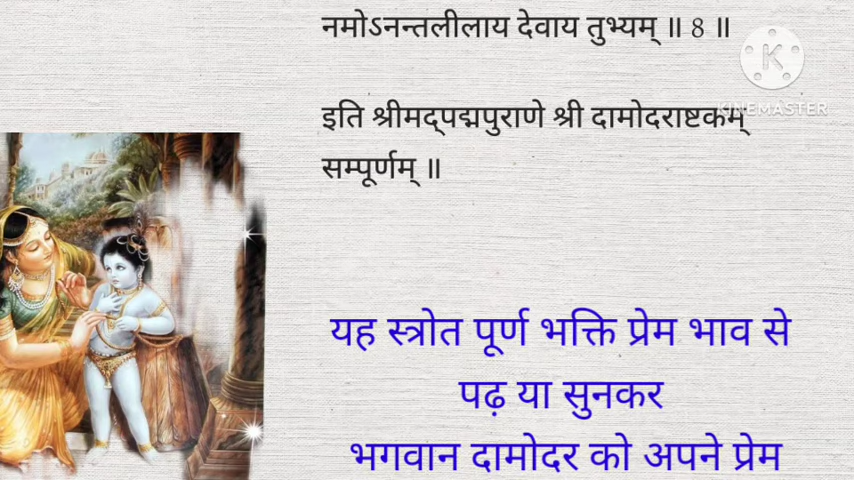 नमोऽनन्तलीलाय देवाय तुभ्यम् ॥ 8 ॥
K
KINEMASTER
इति श्रीमद्पद्मपुराणे श्री दामोदराष्टकम्
सम्पूर्णम् ॥
यह स्त्रोत पूर्ण भक्ति प्रेम भाव से
पढ़ या सुनकर
भगवान दामोदर को अपने प्रेम